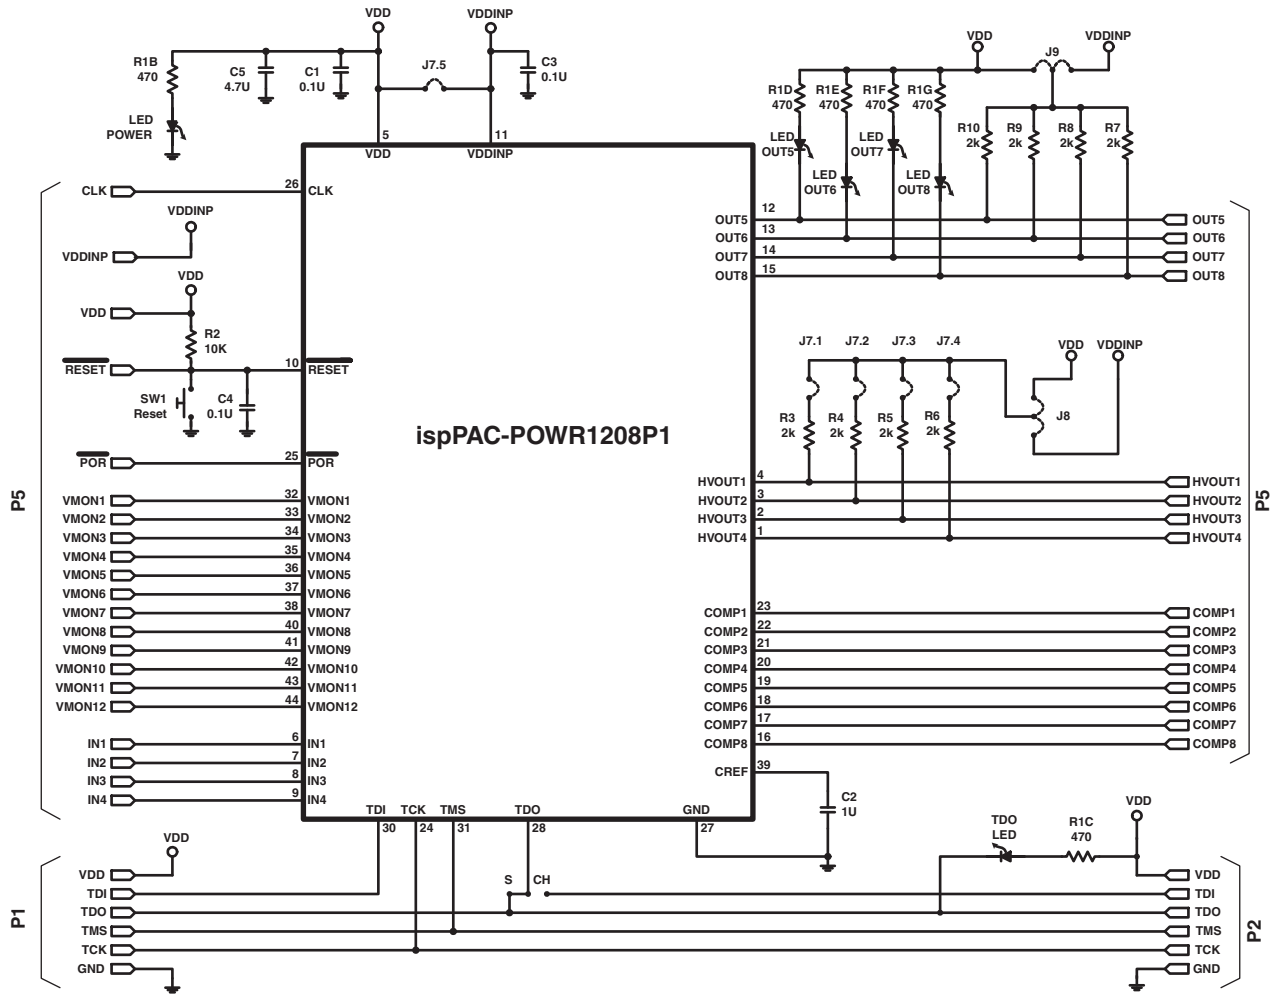 VDD
VDDINP
R1B
470
C5
4.7U
C1
0.1U
J7.5
C3
0.1U
LED
POWER
5
VDD
11
VDDINP
VDD
J9
VDDINP
R1D
470
R1E
470
R1F
470
R1G
470
R10
2k
R9
2k
R8
2k
R7
2k
LED
OUT5
LED
OUT7
LED
OUT6
LED
OUT8
P5
CLK
26
CLK
VDDINP
VDDINP
VDD
VDD
R2
10K
RESET
10
RESET
SW1
Reset
C4
0.1U
POR
25
POR
ispPAC-POWR1208P1
VMON1
32
VMON1
VMON2
33
VMON2
VMON3
34
VMON3
VMON4
35
VMON4
VMON5
36
VMON5
VMON6
37
VMON6
VMON7
38
VMON7
VMON8
40
VMON8
VMON9
41
VMON9
VMON10
42
VMON10
VMON11
43
VMON11
VMON12
44
VMON12
IN1
6
IN1
IN2
7
IN2
IN3
8
IN3
IN4
9
IN4
OUT5
12
OUT5
OUT6
13
OUT6
OUT7
14
OUT7
OUT8
15
OUT8
P5
J7.1
J7.2
J7.3
J7.4
VDD
VDDINP
J8
R3
2k
R4
2k
R5
2k
R6
2k
HVOUT1
4
HVOUT1
HVOUT2
3
HVOUT2
HVOUT3
2
HVOUT3
HVOUT4
1
HVOUT4
COMP1
23
COMP1
COMP2
22
COMP2
COMP3
21
COMP3
COMP4
20
COMP4
COMP5
19
COMP5
COMP6
18
COMP6
COMP7
17
COMP7
COMP8
16
COMP8
CREF
39
C2
1U
TDI
30
TCK
24
TMS
31
TDO
28
GND
27
S
CH
TDO
LED
R1C
470
VDD
P1
VDD
VDD
TDI
TDO
TMS
TCK
GND
VDD
TDI
TDO
TMS
TCK
GND
P2